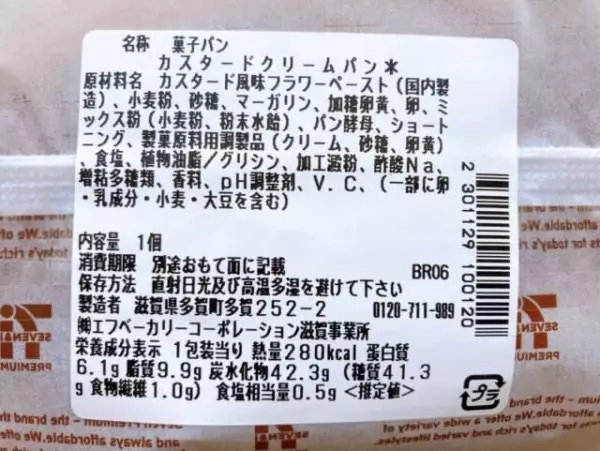 名称 菓子パン
カスタードクリームパン*
原材料名 カスタード風味フラワーペースト(国内製
造)、小麦粉、砂糖、マーガリン、加糖卵黄、卵、ミ
ックス粉(小麦粉、粉末水飴)、パン酵母、ショート
ニング、製菓原料用調製品(クリーム、砂糖、卵黄)
、食塩、植物油脂/グリシン、加工澱粉、酢酸Na、
増粘多糖類、香料、pH調整剤、V.C、(一部に卵
・乳成分・小麦・大豆を含む)
内容量 1個
消費期限 別途おもて面に記載
BR06
保存方法 直射日光及び高温多湿を避けて下さい
製造者 滋賀県多賀町多賀252-2 0120-711-989
㈱エフベーカリーコーポレーション滋賀事業所
栄養成分表示 1包装当り 熱量280kcal 蛋白質
6.1g 脂質9.9g 炭水化物42.3g (糖質41.3
g 食物繊維1.0g) 食塩相当量0.5g <推定値>
2 301129 100120
プラ